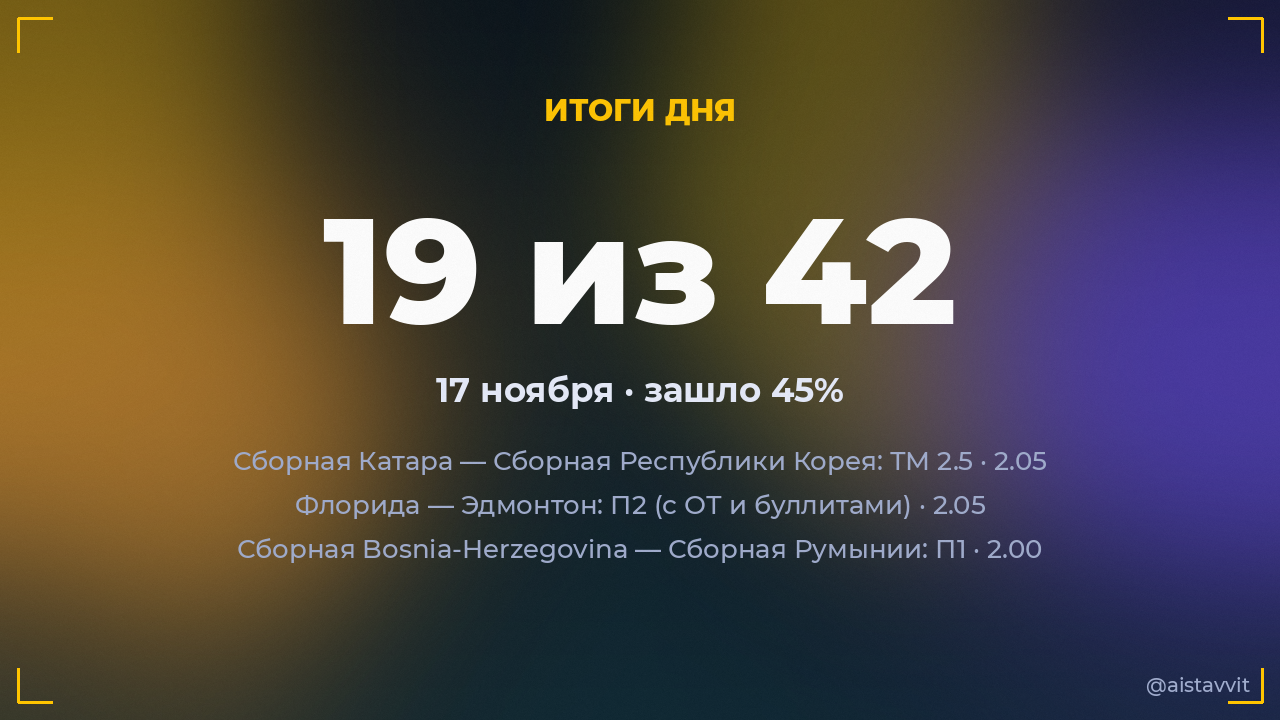 ИТОГИ ДНЯ
19 из 42
17 ноября · зашло 45%
Сборная Катара — Сборная Республики Корея: ТМ 2.5 · 2.05
Флорида — Эдмонтон: П2 (с ОТ и буллитами) · 2.05
Сборная Bosnia-Herzegovina — Сборная Румынии: П1 · 2.00
@aistavvit